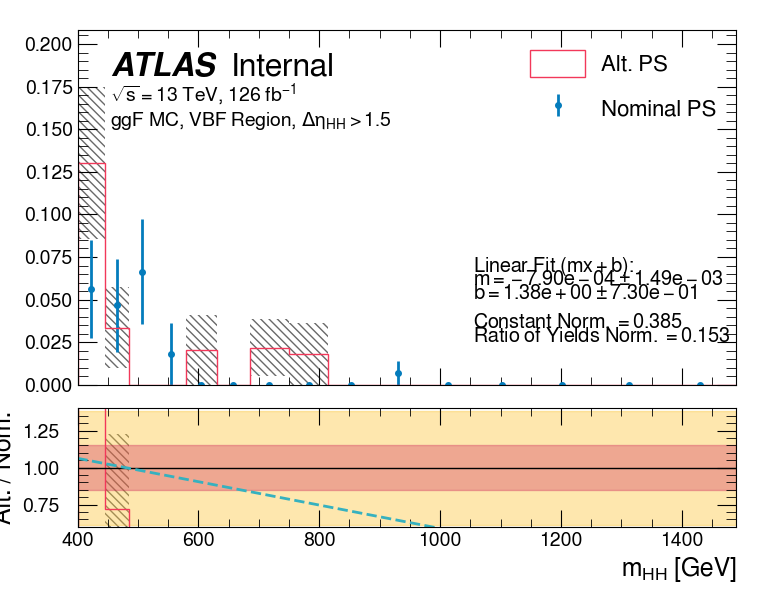 ATLAS Internal
√s = 13 TeV, 126 fb⁻¹
ggF MC, VBF Region, Δη_HH > 1.5
Alt. PS
Nominal PS
0.200
0.175
0.150
0.125
0.100
0.075
0.050
0.025
0.000
Linear Fit (mx + b):
m = − 7.90e − 04 ± 1.49e − 03
b = 1.38e + 00 ± 7.30e − 01
Constant Norm. = 0.385
Ratio of Yields Norm. = 0.153
Alt. / Nom.
1.25
1.00
0.75
400 600 800 1000 1200 1400
m_HH [GeV]